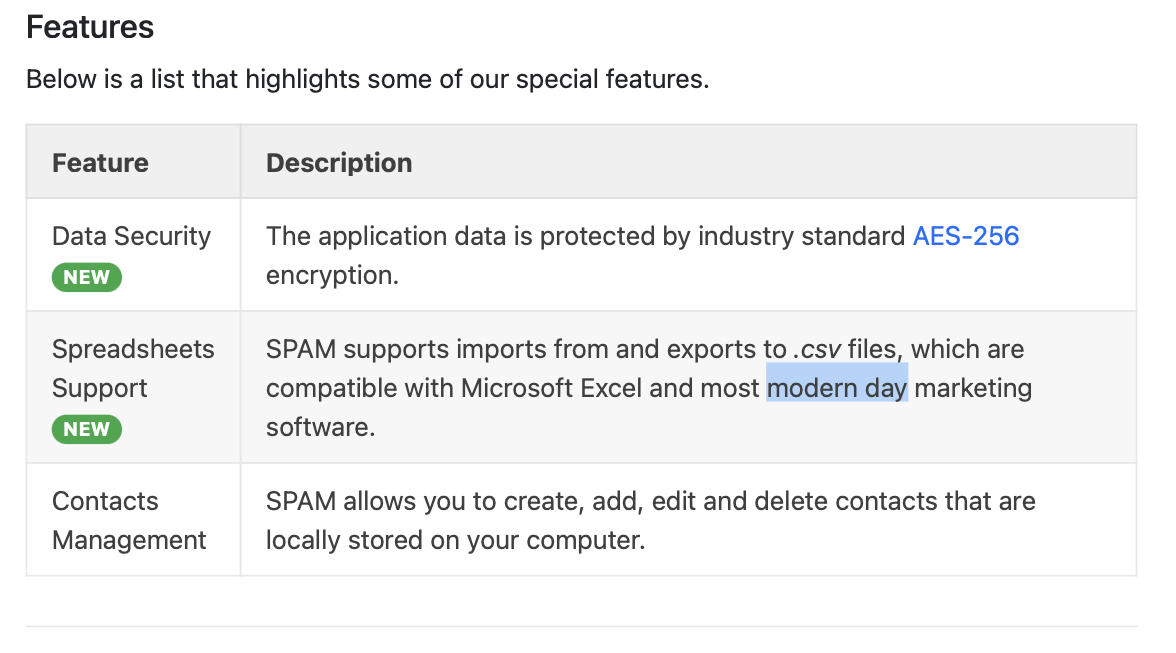 Features
Below is a list that highlights some of our special features.
Feature Description
Data Security
NEW
The application data is protected by industry standard AES-256
encryption.
Spreadsheets
Support
NEW
SPAM supports imports from and exports to .csv files, which are
compatible with Microsoft Excel and most modern day marketing
software.
Contacts
Management
SPAM allows you to create, add, edit and delete contacts that are
locally stored on your computer.